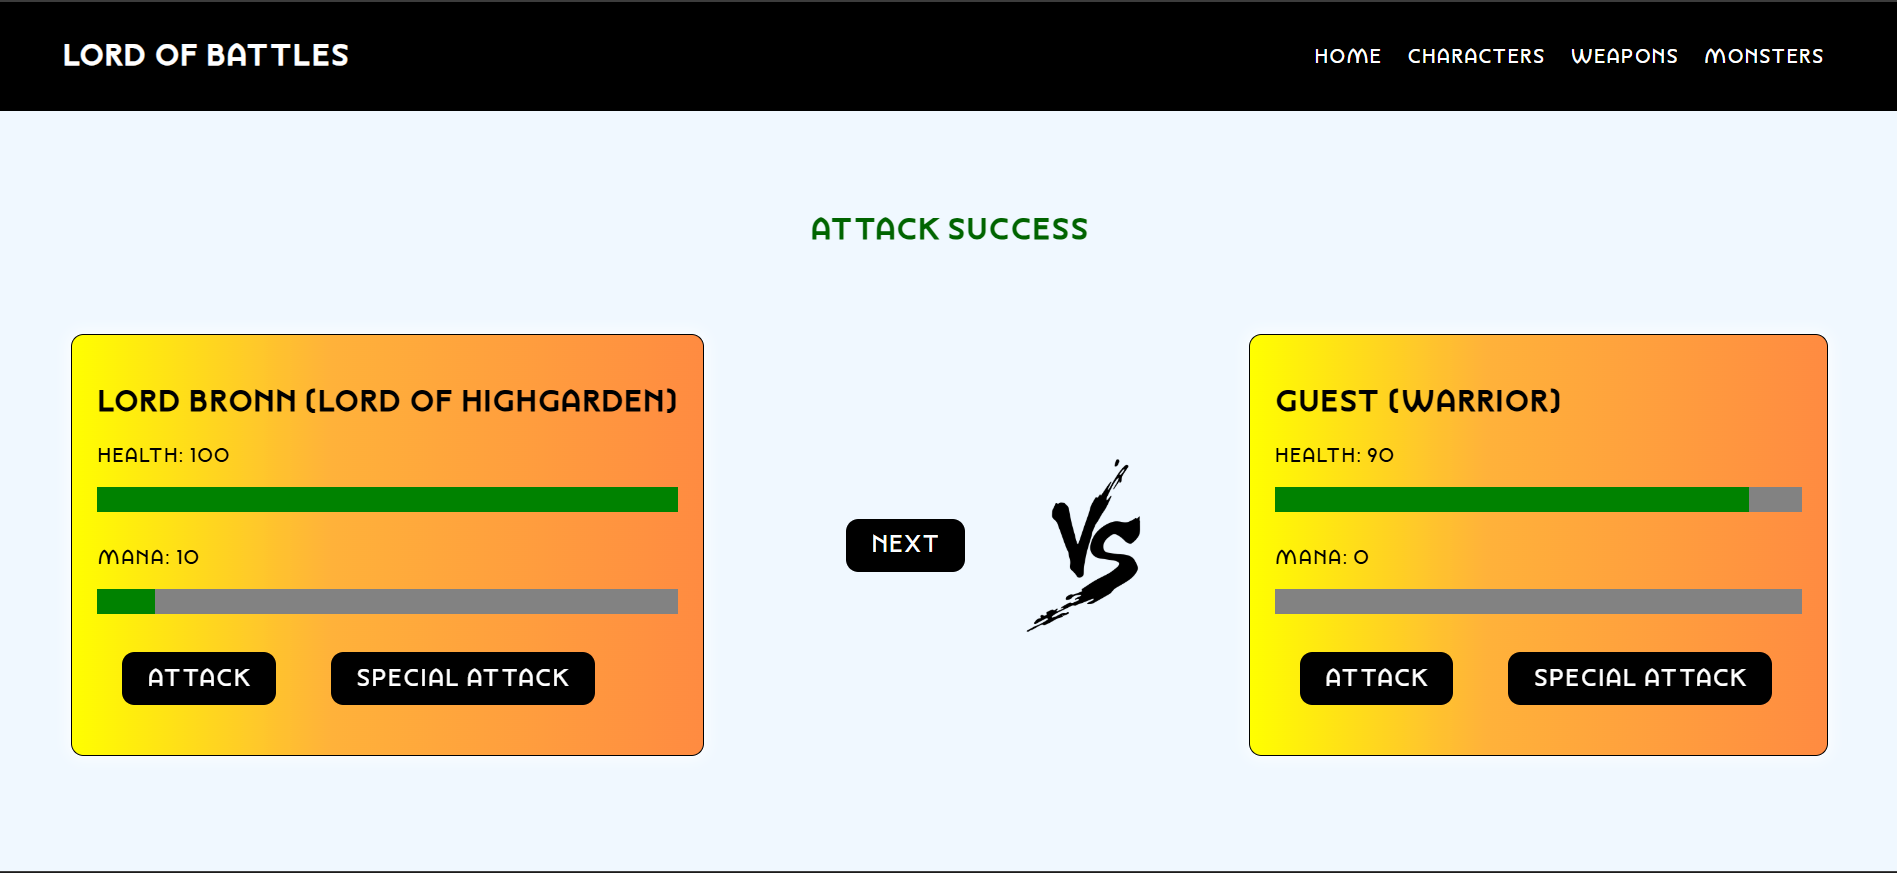 LORD OF BATTLES
HOME CHARACTERS WEAPONS MONSTERS
ATTACK SUCCESS
LORD BRONN (LORD OF HIGHGARDEN)
HEALTH: 100
MANA: 10
ATTACK SPECIAL ATTACK
NEXT
VS
GUEST (WARRIOR)
HEALTH: 90
MANA: 0
ATTACK SPECIAL ATTACK